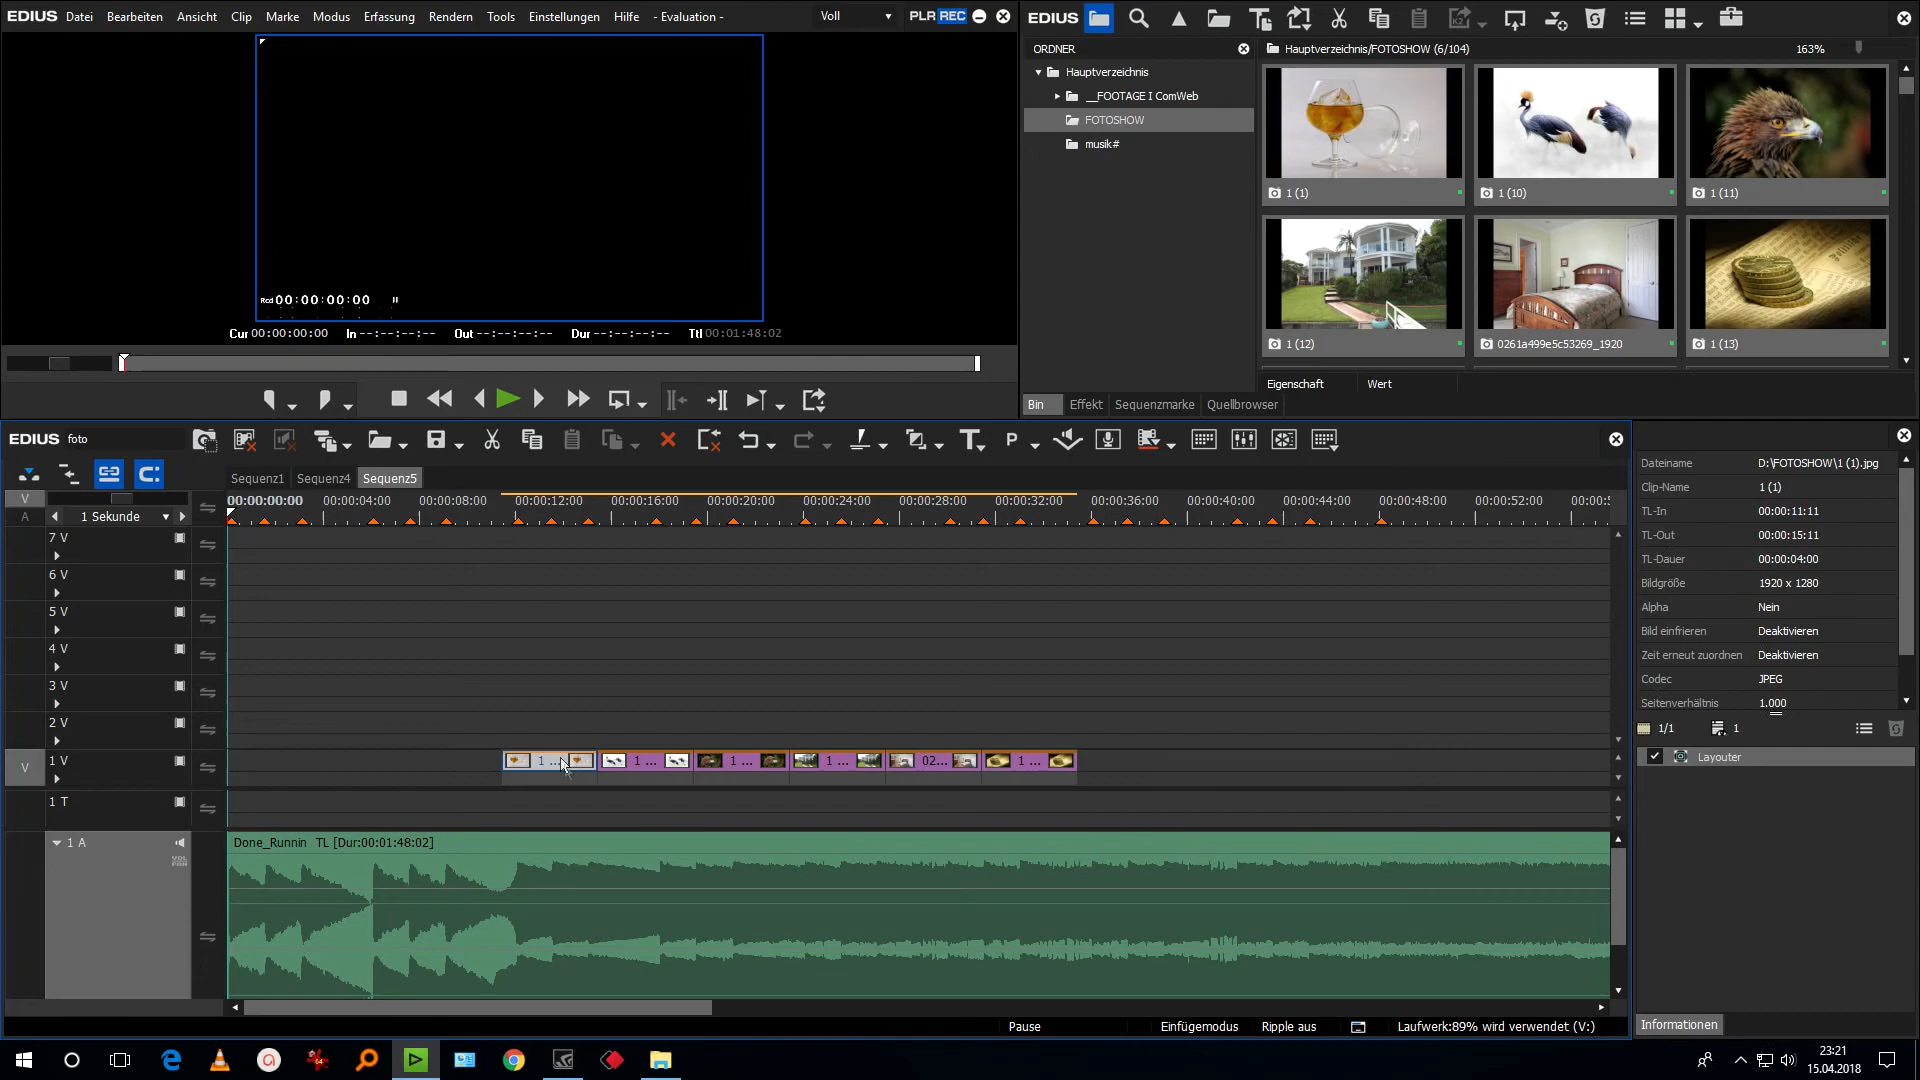 EDIUS Datei Bearbeiten Ansicht Clip Marke Modus Erfassung Rendern Tools Einstellungen Hilfe - Evaluation - Voll PLR REC
Rcd 00:00:00:00
Cur 00:00:00:00 In --:--:--:-- Out --:--:--:-- Dur --:--:--:-- Ttl 00:01:48:02
EDIUS
ORDNER
Hauptverzeichnis/FOTOSHOW (6/104) 163%
Hauptverzeichnis
__FOOTAGE I ComWeb
FOTOSHOW
musik#
1 (1) 1 (10) 1 (11)
1 (12) 0261a499e5c53269_1920 1 (13)
Eigenschaft Wert
Bin Effekt Sequenzmarke Quellbrowser
EDIUS foto
Sequenz1 Sequenz4 Sequenz5
V 00:00:00:00 00:00:04:00 00:00:08:00 00:00:12:00 00:00:16:00 00:00:20:00 00:00:24:00 00:00:28:00 00:00:32:00 00:00:36:00 00:00:40:00 00:00:44:00 00:00:48:00 00:00:52:00 00:00:5
A 1 Sekunde
7 V
6 V
5 V
4 V
3 V
2 V
V 1 V 1 ... 1 ... 1 ... 1 ... 02... 1 ...
1 T
1 A Done_Runnin TL [Dur:00:01:48:02]
VOL
PAN
Pause Einfügemodus Ripple aus Laufwerk:89% wird verwendet (V:)
Dateiname D:\FOTOSHOW\1 (1).jpg
Clip-Name 1 (1)
TL-In 00:00:11:11
TL-Out 00:00:15:11
TL-Dauer 00:00:04:00
Bildgröße 1920 x 1280
Alpha Nein
Bild einfrieren Deaktivieren
Zeit erneut zuordnen Deaktivieren
Codec JPEG
Seitenverhältnis 1.000
1/1 1
Layouter
Informationen
23:21
15.04.2018